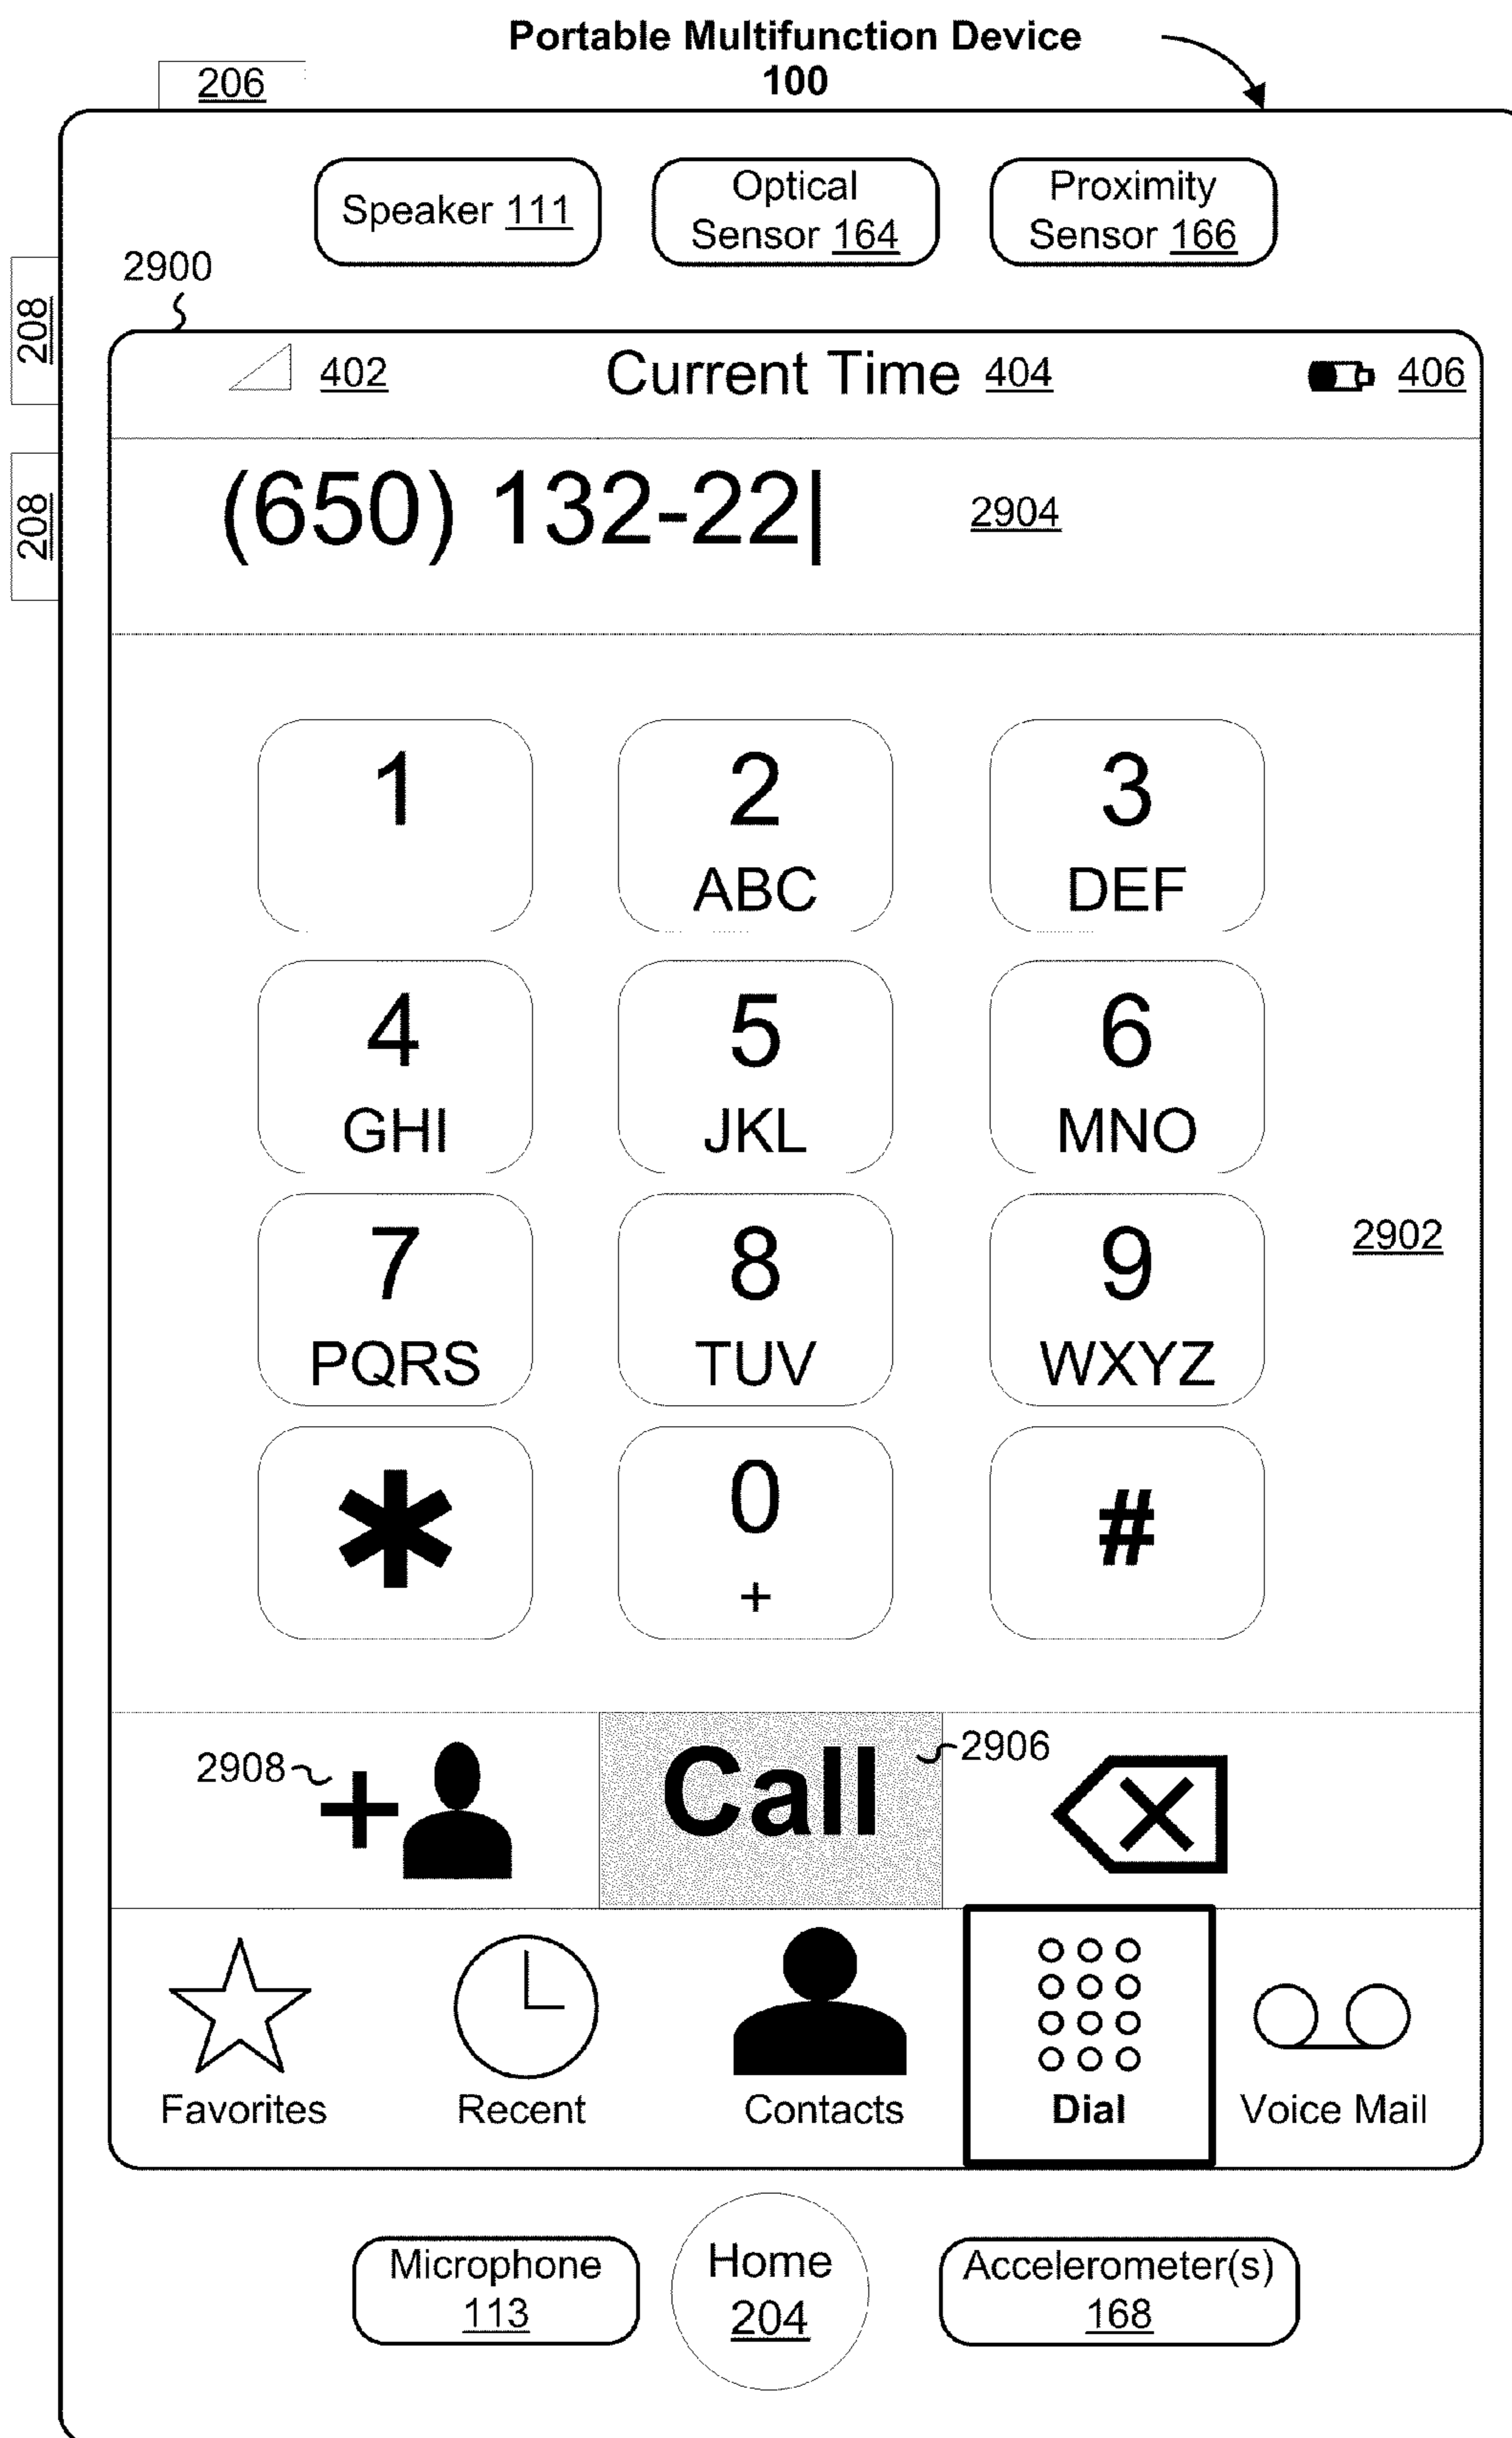 Portable Multifunction Device
100
206
Speaker 111
Optical
Sensor 164
Proximity
Sensor 166
2900
208
402 Current Time 404 406
(650) 132-22| 2904
208
1 2 3
ABC DEF
4 5 6
GHI JKL MNO
7 8 9
2902
PQRS TUV WXYZ
* 0 #
+
2908 Call 2906
Favorites Recent Contacts Dial Voice Mail
Microphone
113
Home
204
Accelerometer(s)
168